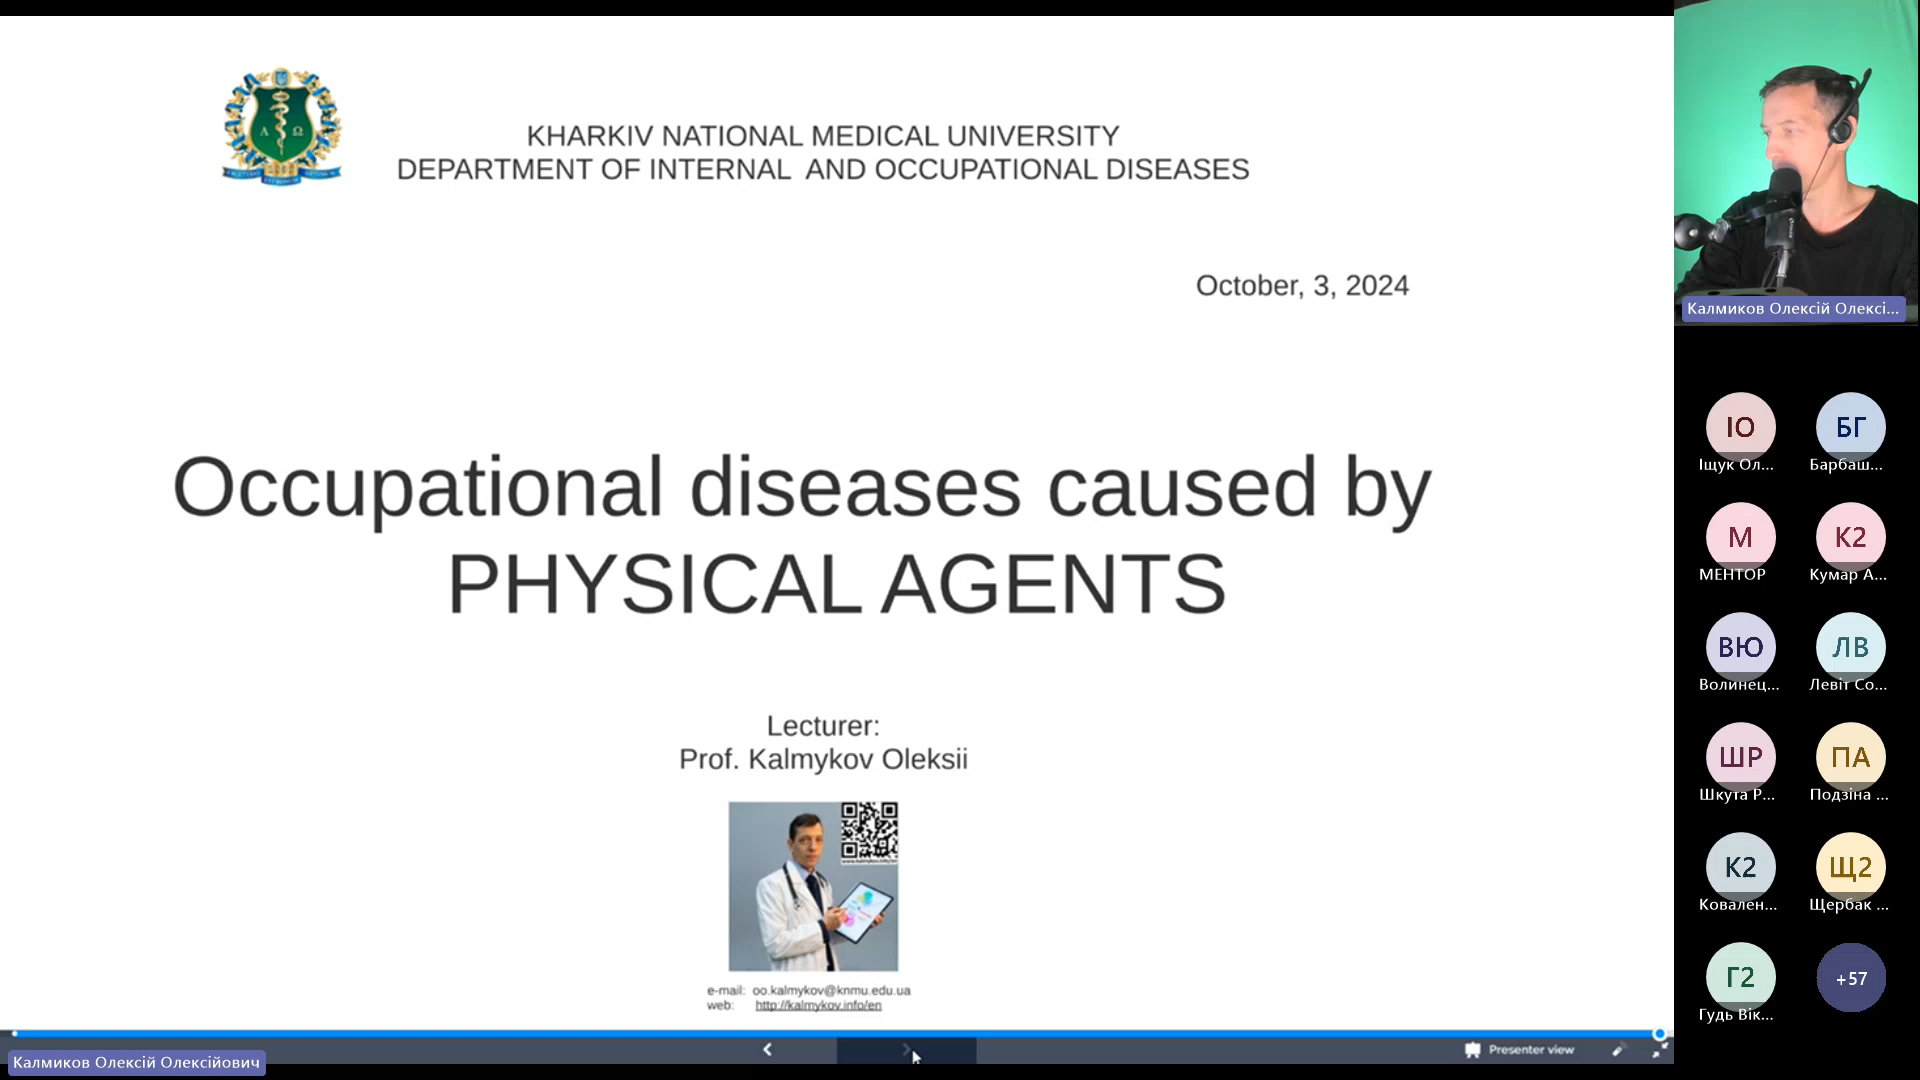 KHARKIV NATIONAL MEDICAL UNIVERSITY
DEPARTMENT OF INTERNAL AND OCCUPATIONAL DISEASES
Α Ω
October, 3, 2024
Occupational diseases caused by
PHYSICAL AGENTS
Lecturer:
Prof. Kalmykov Oleksii
e-mail: oo.kalmykov@knmu.edu.ua
web: http://kalmykov.info/en
Presenter view
Калмиков Олексій Олексійович
Калмиков Олексій Олексі...
ІО
Іщук Ол...
БГ
Барбаш...
М
МЕНТОР
К2
Кумар А...
ВЮ
Волинец...
ЛВ
Левіт Со...
ШР
Шкута Р...
ПА
Подзіна ...
К2
Ковален...
Щ2
Щербак ...
Г2
Гудь Вік...
+57